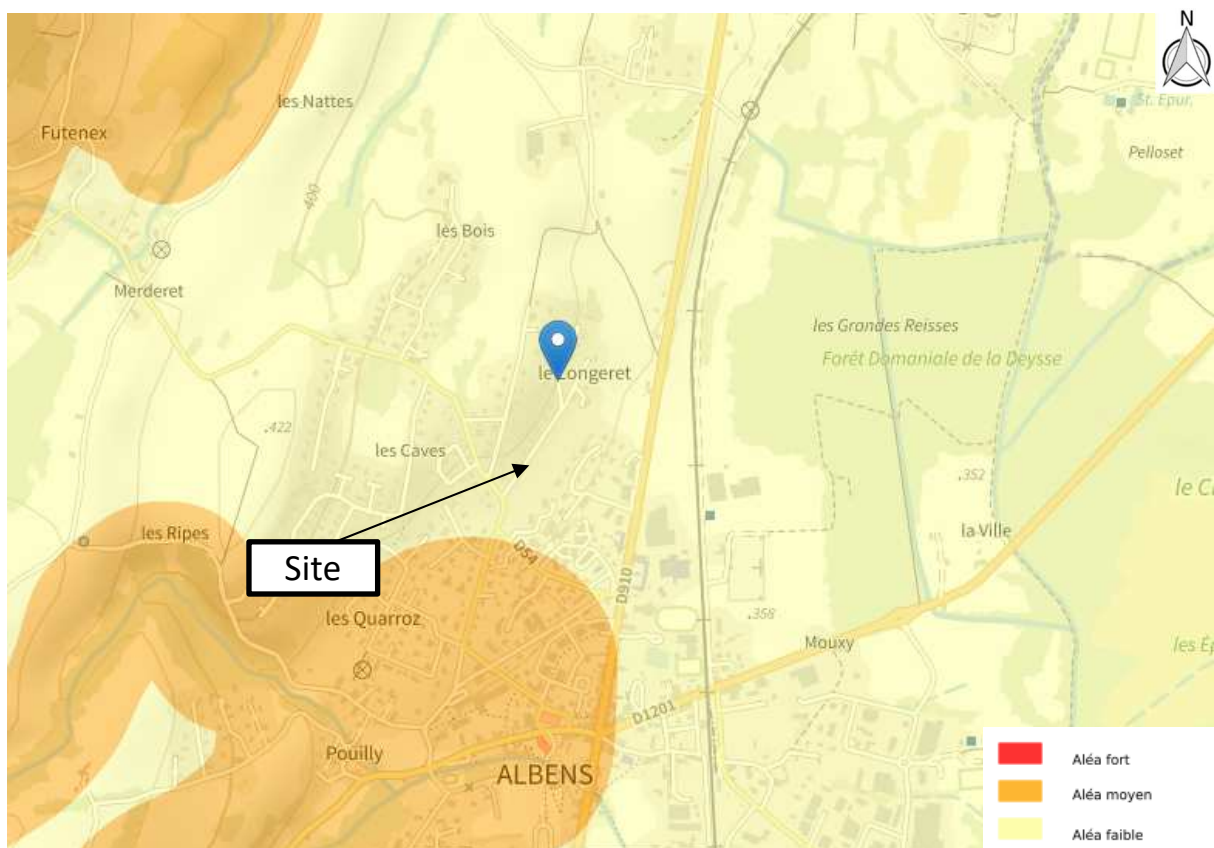 N
les Nattes
St. Epur.
Futenex
Pelloset
400
les Bois
Merderet
les Grandes Reisses
le Longeret
Forêt Domaniale de la Deysse
.422
les Caves
.352
le C
les Ripes
la Ville
D54
Site
D910
les Quarroz
.358
Mouxy
les Ép
D1201
Pouilly
ALBENS
Aléa fort
Aléa moyen
Aléa faible